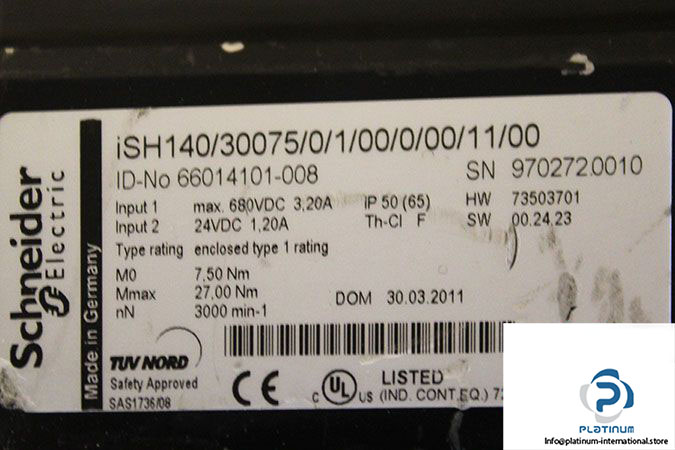 Schneider
Electric
Made in Germany
iSH140/30075/0/1/00/0/00/11/00
ID-No 66014101-008 SN 970272.0010
Input 1 max. 680VDC 3,20A IP 50 (65) HW 73503701
Input 2 24VDC 1,20A Th-Cl F SW 00.24.23
Type rating enclosed type 1 rating
M0 7,50 Nm
Mmax 27,00 Nm DOM 30.03.2011
nN 3000 min-1
TUV NORD
Safety Approved
SAS1736/08
CE
c UL US LISTED
(IND. CONT.EQ.)
PLATINUM
Info@platinum-international.store